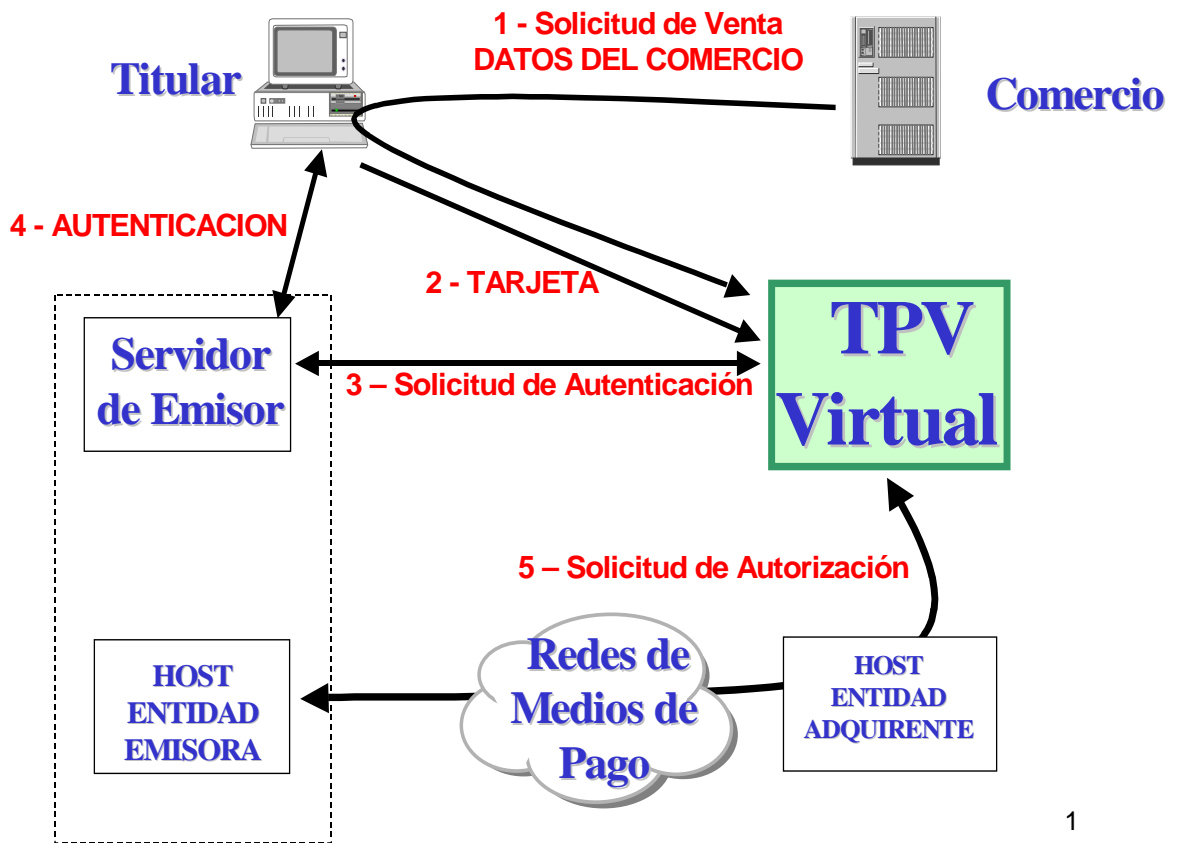 1 - Solicitud de Venta
DATOS DEL COMERCIO
Titular
Comercio
4 - AUTENTICACION
2 - TARJETA
TPV
Virtual
Servidor
de Emisor
3 – Solicitud de Autenticación
5 – Solicitud de Autorización
HOST
ENTIDAD
EMISORA
Redes de
Medios de
Pago
HOST
ENTIDAD
ADQUIRENTE
1